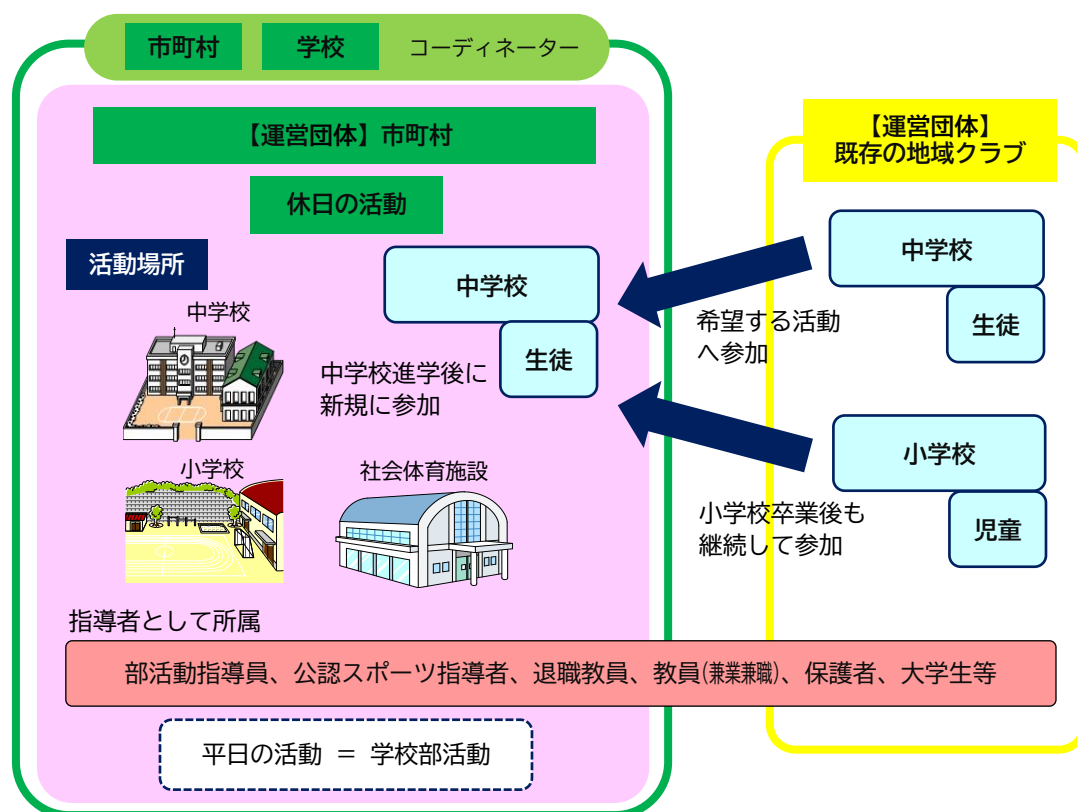 市町村 学校 コーディネーター
【運営団体】市町村
休日の活動
活動場所
中学校
小学校
社会体育施設
中学校
生徒
中学校進学後に
新規に参加
【運営団体】
既存の地域クラブ
中学校
生徒
希望する活動
へ参加
小学校
児童
小学校卒業後も
継続して参加
指導者として所属
部活動指導員、公認スポーツ指導者、退職教員、教員(兼業兼職)、保護者、大学生等
平日の活動 ＝ 学校部活動